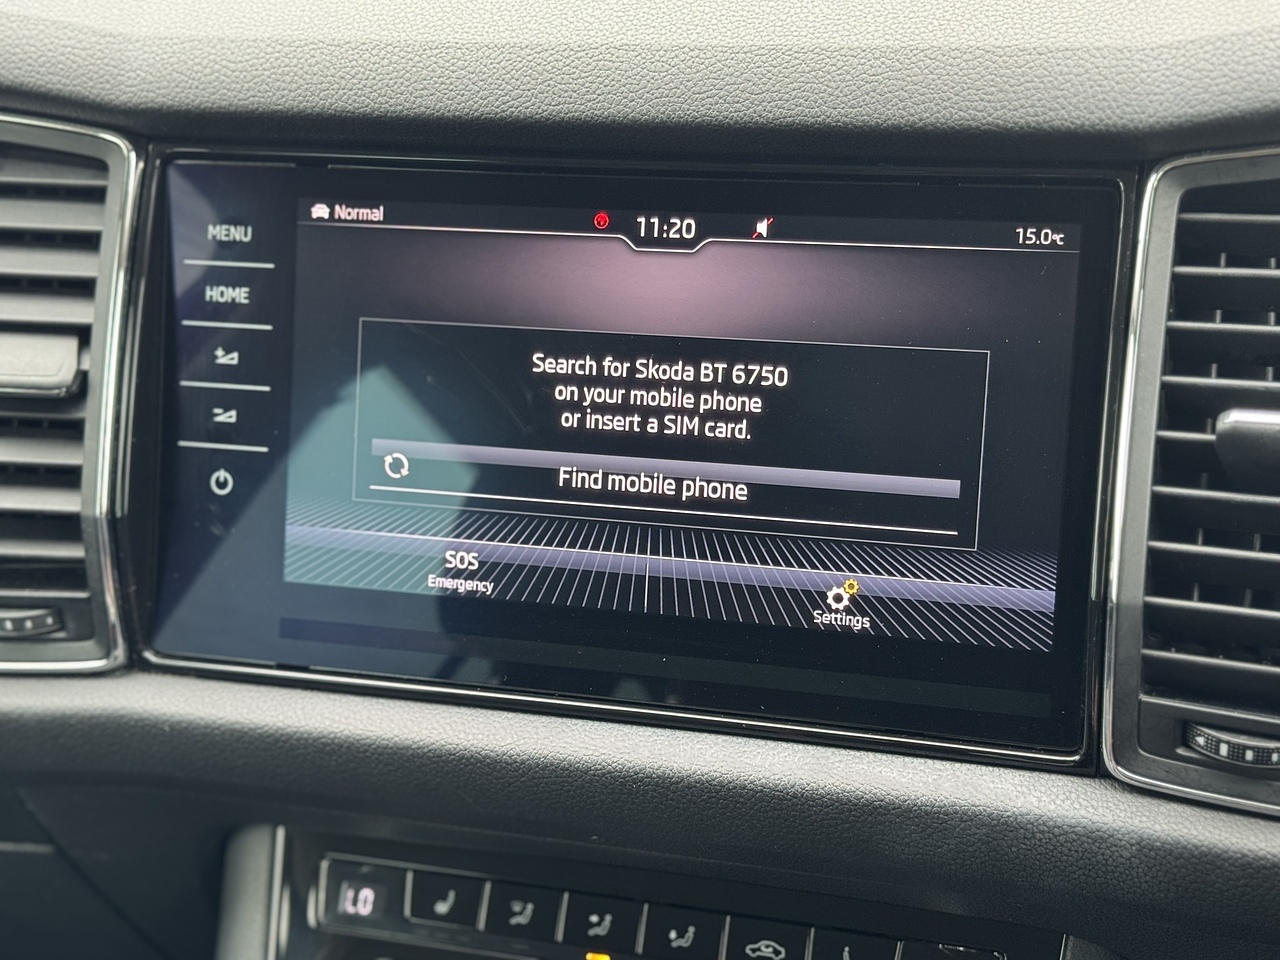 Normal
11:20
15.0°C
MENU
HOME
Search for Skoda BT 6750
on your mobile phone
or insert a SIM card.
Find mobile phone
SOS
Emergency
Settings
LO